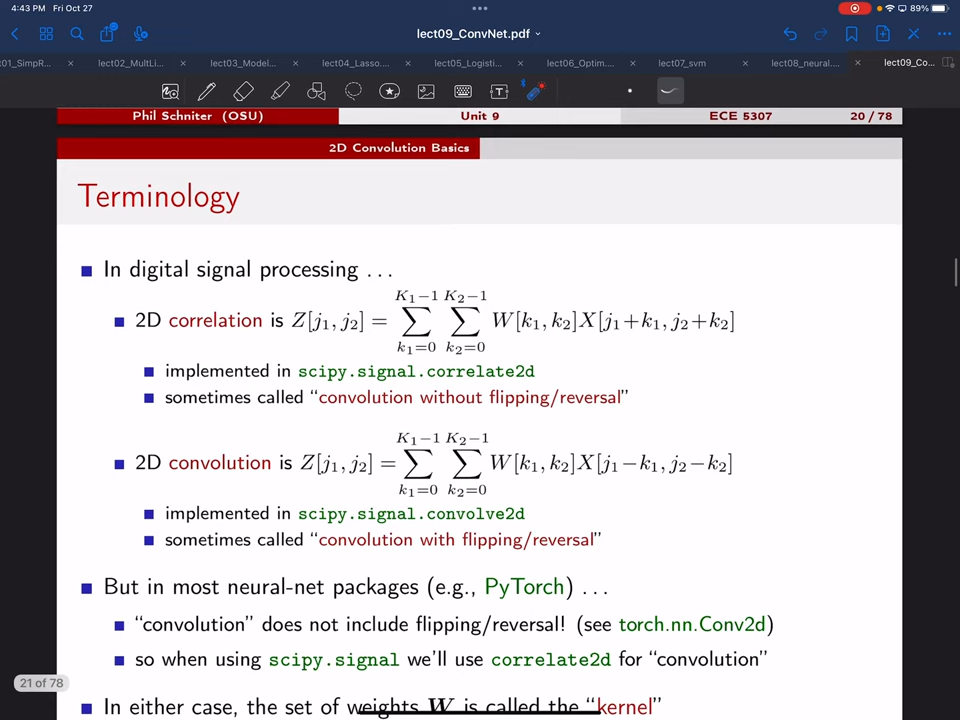 4:43 PM Fri Oct 27
89%
lect09_ConvNet.pdf
01_SimpR...
lect02_MultLi...
lect03_Model...
lect04_Lasso...
lect05_Logisti...
lect06_Optim...
lect07_svm
lect08_neural...
lect09_Co...
Phil Schniter (OSU) Unit 9 ECE 5307 20 / 78
2D Convolution Basics
Terminology
In digital signal processing ...
2D correlation is Z[j₁, j₂] = ∑_{k₁=0}^{K₁−1} ∑_{k₂=0}^{K₂−1} W[k₁, k₂]X[j₁+k₁, j₂+k₂]
implemented in scipy.signal.correlate2d
sometimes called “convolution without flipping/reversal”
2D convolution is Z[j₁, j₂] = ∑_{k₁=0}^{K₁−1} ∑_{k₂=0}^{K₂−1} W[k₁, k₂]X[j₁−k₁, j₂−k₂]
implemented in scipy.signal.convolve2d
sometimes called “convolution with flipping/reversal”
But in most neural-net packages (e.g., PyTorch) ...
“convolution” does not include flipping/reversal! (see torch.nn.Conv2d)
so when using scipy.signal we’ll use correlate2d for “convolution”
21 of 78
In either case, the set of weights W is called the “kernel”